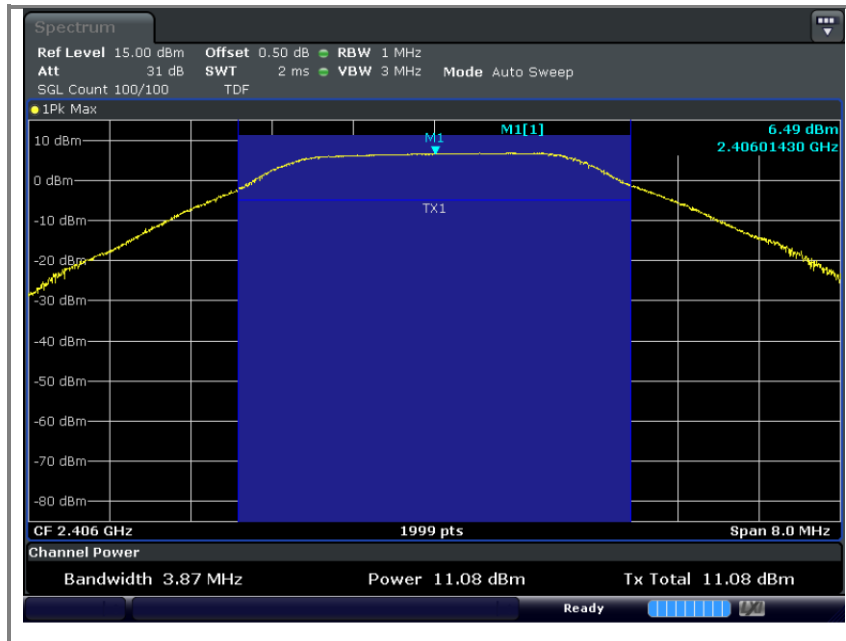 Spectrum
Ref Level 15.00 dBm Offset 0.50 dB RBW 1 MHz
Att 31 dB SWT 2 ms VBW 3 MHz Mode Auto Sweep
SGL Count 100/100 TDF
1Pk Max
M1[1] 6.49 dBm
2.40601430 GHz
10 dBm
M1
0 dBm
TX1
-10 dBm
-20 dBm
-30 dBm
-40 dBm
-50 dBm
-60 dBm
-70 dBm
-80 dBm
CF 2.406 GHz 1999 pts Span 8.0 MHz
Channel Power
Bandwidth 3.87 MHz Power 11.08 dBm Tx Total 11.08 dBm
Ready